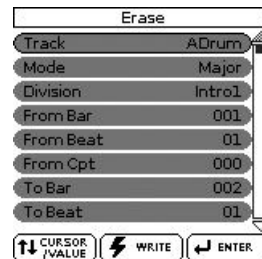 Erase
Track ADrum
Mode Major
Division Intro1
From Bar 001
From Beat 01
From Cpt 000
To Bar 002
To Beat 01
CURSOR /VALUE WRITE ENTER